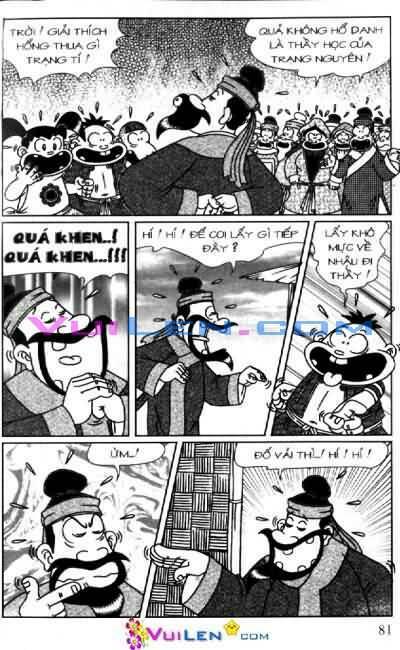 TRỜI! GIẢI THÍCH
HỔNG THUA GÌ
TRẠNG TÍ!
QUẢ KHÔNG HỔ DANH
LÀ THẦY HỌC CỦA
TRẠNG NGUYÊN!
QUÁ KHEN...!
QUÁ KHEN...!!!
HÍ! HÍ! ĐỂ COI LẤY GÌ TIẾP
ĐÂY?
LẤY KHÔ
MỰC VỀ
NHẬU ĐI
THẦY!
VuiLen.com
ỪM...!
ĐỐ VẢI THÌ... HÍ! HÍ!
81
VuiLen.com